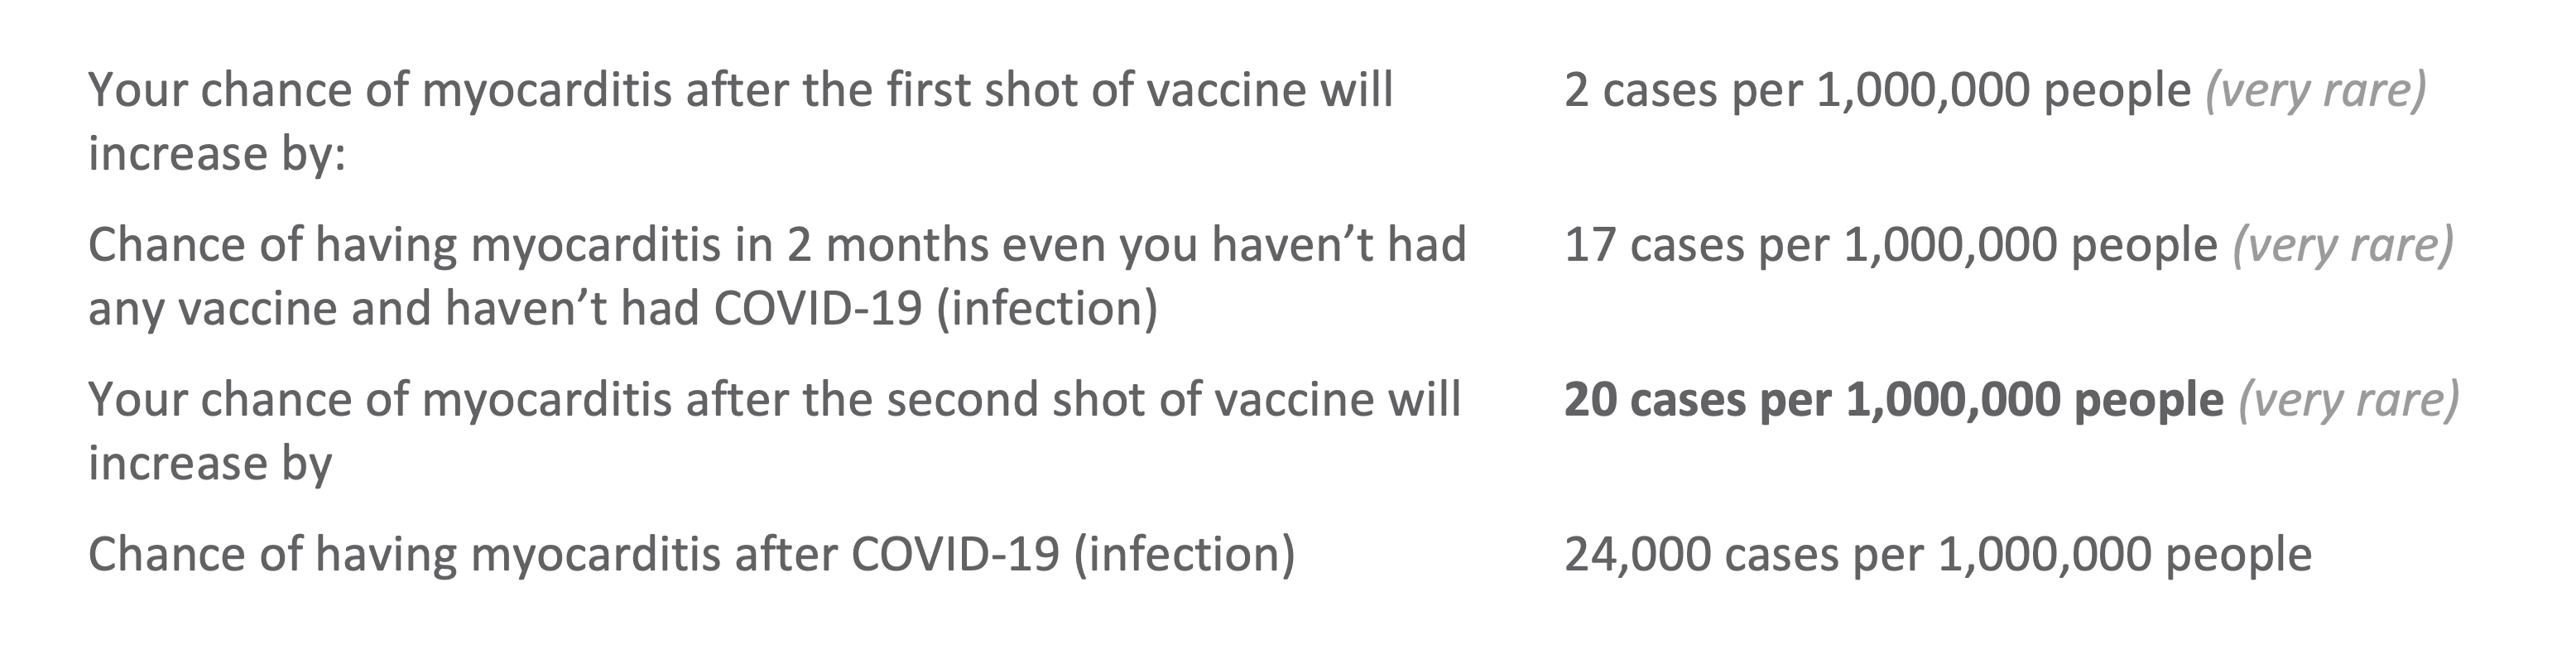 Your chance of myocarditis after the first shot of vaccine will
increase by:
2 cases per 1,000,000 people (very rare)
Chance of having myocarditis in 2 months even you haven’t had
any vaccine and haven’t had COVID-19 (infection)
17 cases per 1,000,000 people (very rare)
Your chance of myocarditis after the second shot of vaccine will
increase by
20 cases per 1,000,000 people (very rare)
Chance of having myocarditis after COVID-19 (infection)
24,000 cases per 1,000,000 people